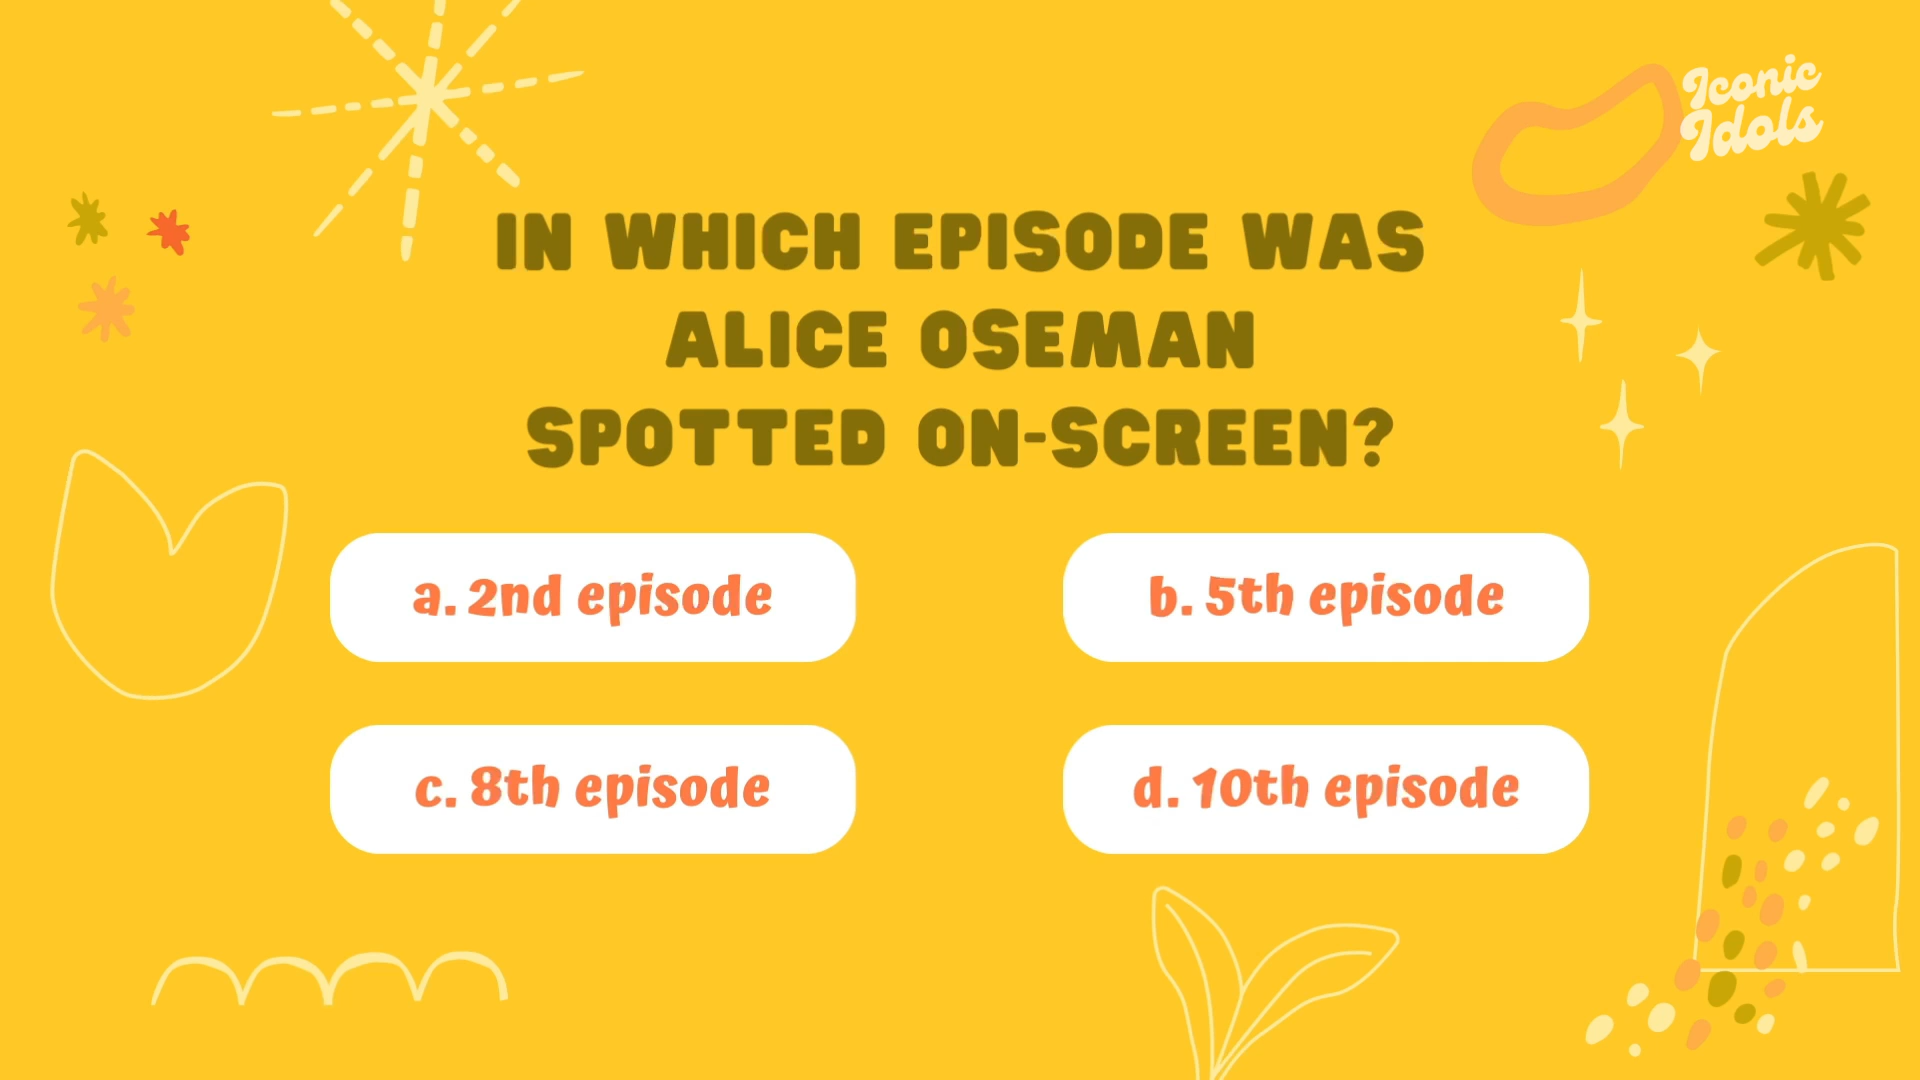 Iconic
Idols
IN WHICH EPISODE WAS
ALICE OSEMAN
SPOTTED ON-SCREEN?
a. 2nd episode
b. 5th episode
c. 8th episode
d. 10th episode